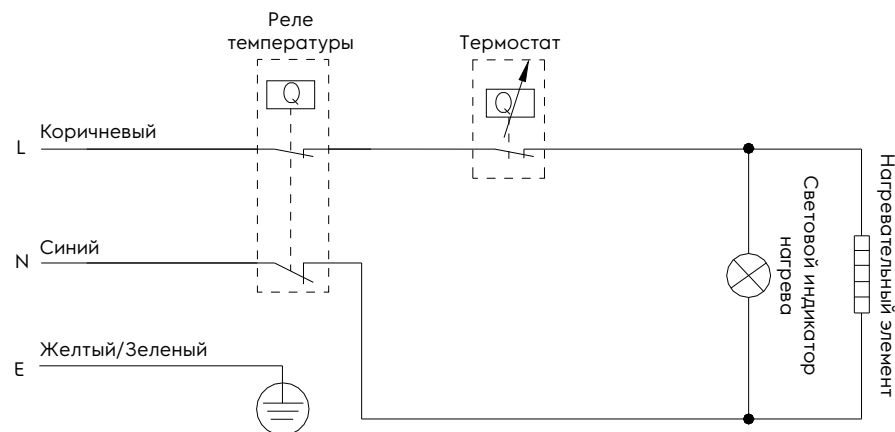 Реле
температуры
Термостат
Q
Q
L
Коричневый
N
Синий
E
Желтый/Зеленый
Световой индикатор
нагрева
Нагревательный элемент